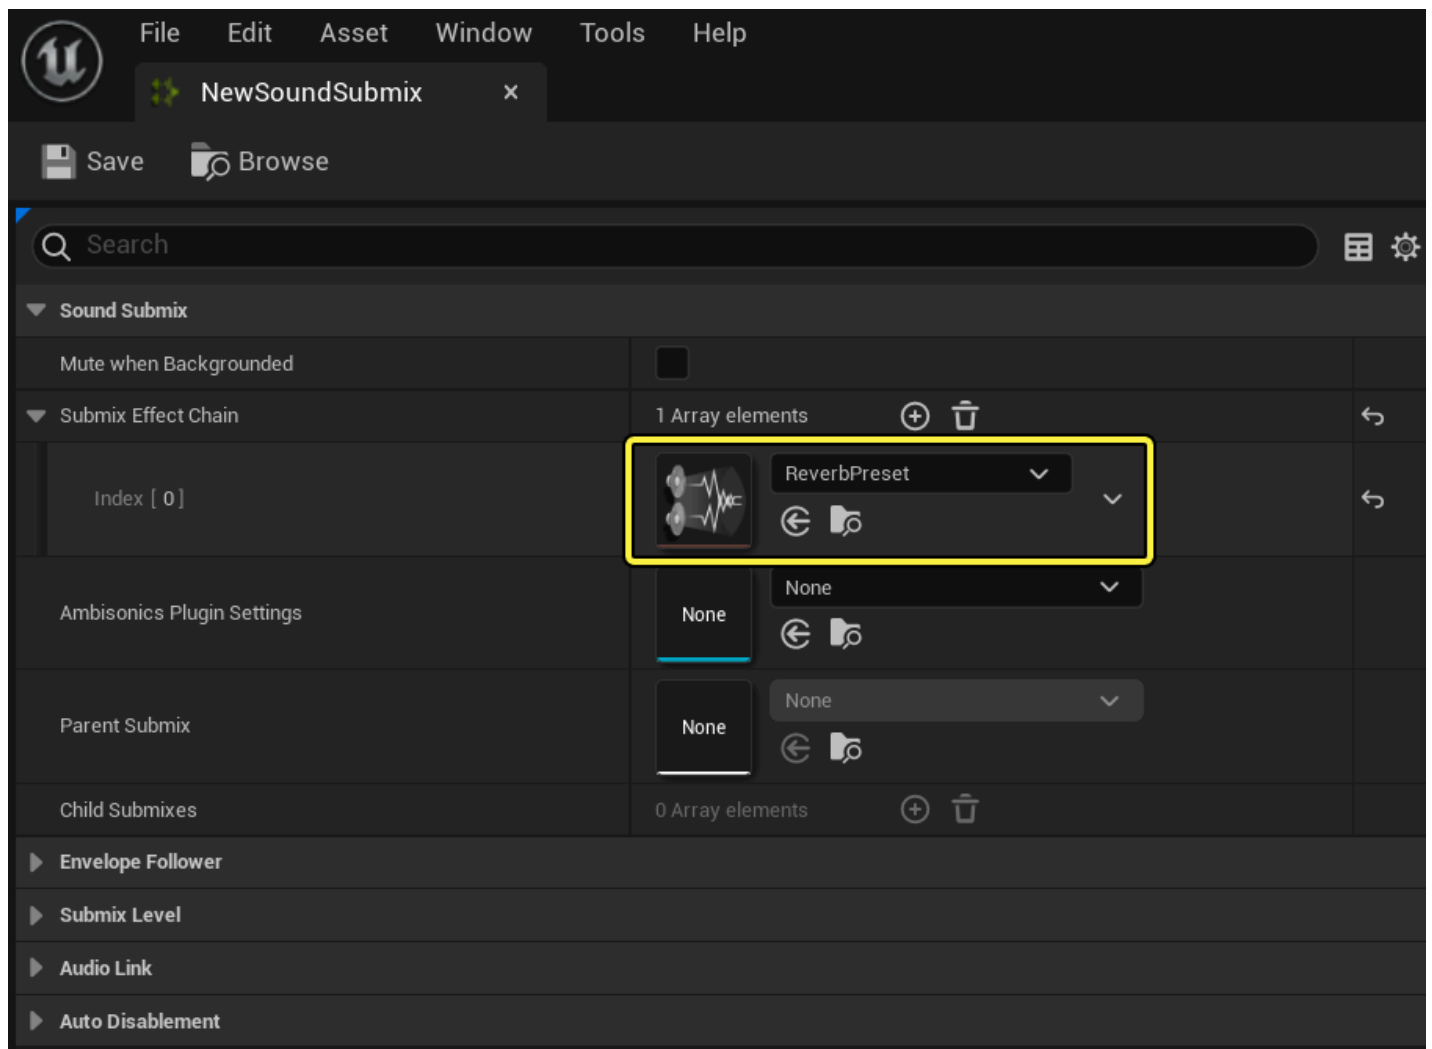 File Edit Asset Window Tools Help
NewSoundSubmix
Save Browse
Search
Sound Submix
Mute when Backgrounded
Submix Effect Chain 1 Array elements
Index [ 0 ] ReverbPreset
Ambisonics Plugin Settings None None
Parent Submix None None
Child Submixes 0 Array elements
Envelope Follower
Submix Level
Audio Link
Auto Disablement